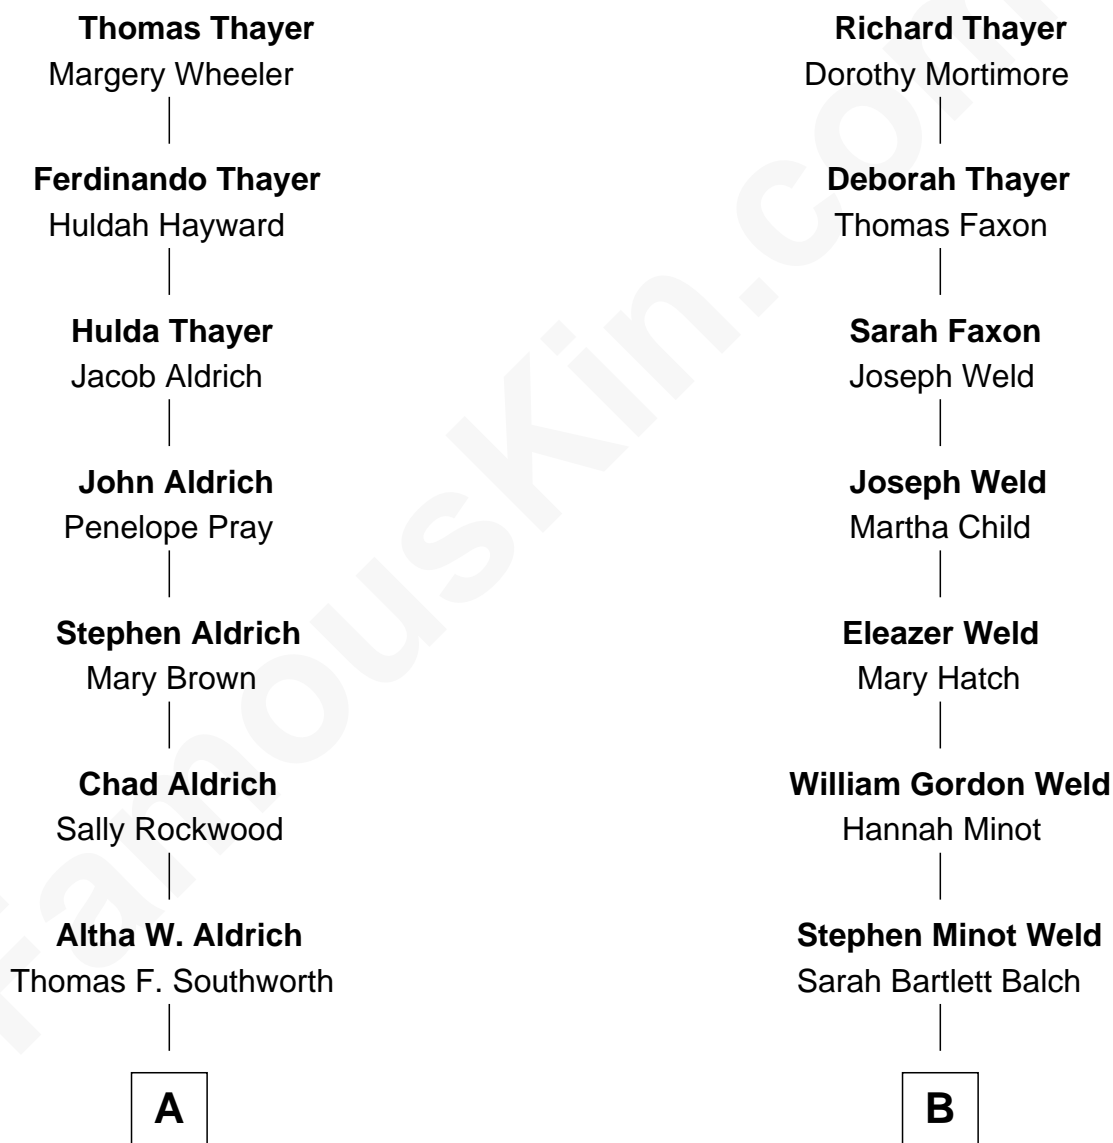 Thomas Thayer
Margery Wheeler
Ferdinando Thayer
Huldah Hayward
Hulda Thayer
Jacob Aldrich
John Aldrich
Penelope Pray
Stephen Aldrich
Mary Brown
Chad Aldrich
Sally Rockwood
Altha W. Aldrich
Thomas F. Southworth
A
Richard Thayer
Dorothy Mortimore
Deborah Thayer
Thomas Faxon
Sarah Faxon
Joseph Weld
Joseph Weld
Martha Child
Eleazer Weld
Mary Hatch
William Gordon Weld
Hannah Minot
Stephen Minot Weld
Sarah Bartlett Balch
B
FamousKin.com